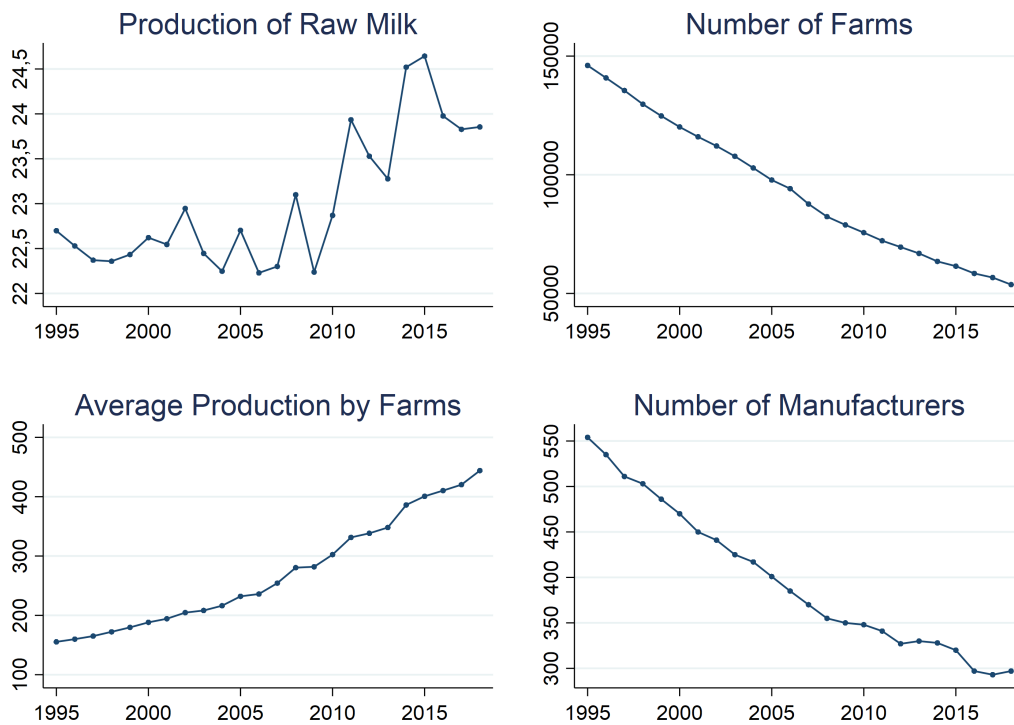 Production of Raw Milk
24,5
24
23,5
23
22,5
22
1995 2000 2005 2010 2015
Number of Farms
150000
100000
50000
1995 2000 2005 2010 2015
Average Production by Farms
500
400
300
200
100
1995 2000 2005 2010 2015
Number of Manufacturers
550
500
450
400
350
300
1995 2000 2005 2010 2015